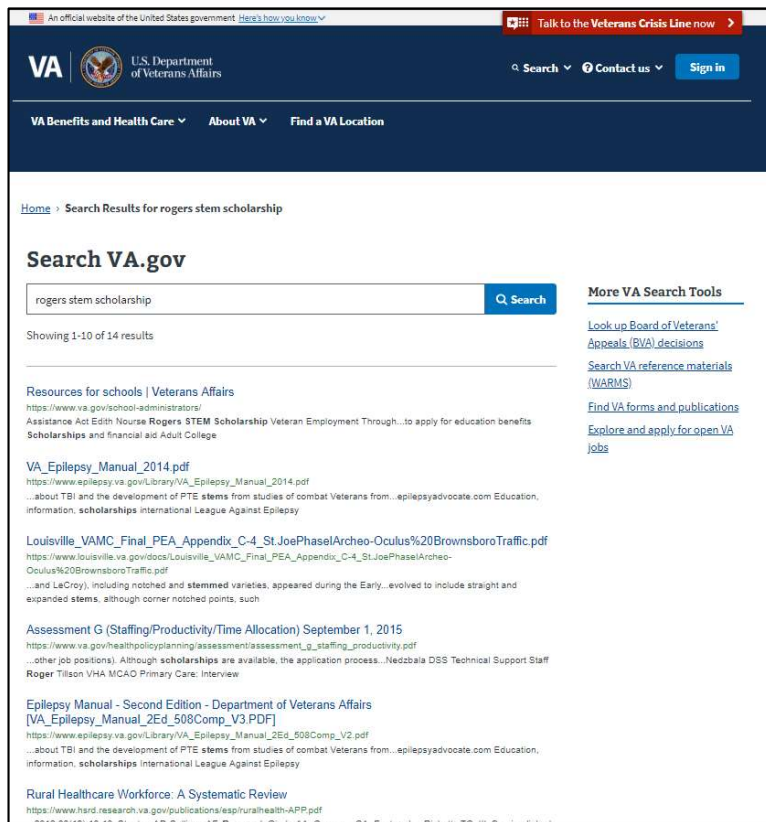 An official website of the United States government Here's how you know
Talk to the Veterans Crisis Line now
VA
U.S. Department
of Veterans Affairs
Search
Contact us
Sign in
VA Benefits and Health Care
About VA
Find a VA Location
Home › Search Results for rogers stem scholarship
Search VA.gov
rogers stem scholarship
Search
Showing 1-10 of 14 results
Resources for schools | Veterans Affairs
https://www.va.gov/school-administrators/
Assistance Act Edith Nourse Rogers STEM Scholarship Veteran Employment Through...to apply for education benefits
Scholarships and financial aid Adult College
VA_Epilepsy_Manual_2014.pdf
https://www.epilepsy.va.gov/Library/VA_Epilepsy_Manual_2014.pdf
...about TBI and the development of PTE stems from studies of combat Veterans from...epilepsyadvocate.com Education,
information, scholarships International League Against Epilepsy
Louisville_VAMC_Final_PEA_Appendix_C-4_St.JoePhaseIArcheo-Oculus%20BrownsboroTraffic.pdf
https://www.louisville.va.gov/docs/Louisville_VAMC_Final_PEA_Appendix_C-4_St.JoePhaseIArcheo-
Oculus%20BrownsboroTraffic.pdf
...and LeCroy), including notched and stemmed varieties, appeared during the Early...evolved to include straight and
expanded stems, although corner notched points, such
Assessment G (Staffing/Productivity/Time Allocation) September 1, 2015
https://www.va.gov/healthpolicyplanning/assessment/assessment_g_staffing_productivity.pdf
...other job positions). Although scholarships are available, the application process...Nedzbala DSS Technical Support Staff
Roger Tillson VHA MCAO Primary Care: Interview
Epilepsy Manual - Second Edition - Department of Veterans Affairs
[VA_Epilepsy_Manual_2Ed_508Comp_V3.PDF]
https://www.epilepsy.va.gov/Library/VA_Epilepsy_Manual_2Ed_508Comp_V2.pdf
...about TBI and the development of PTE stems from studies of combat Veterans from...epilepsyadvocate.com Education,
information, scholarships International League Against Epilepsy
Rural Healthcare Workforce: A Systematic Review
https://www.hsrd.research.va.gov/publications/esp/ruralhealth-APP.pdf
More VA Search Tools
Look up Board of Veterans'
Appeals (BVA) decisions
Search VA reference materials
(WARMS)
Find VA forms and publications
Explore and apply for open VA
jobs